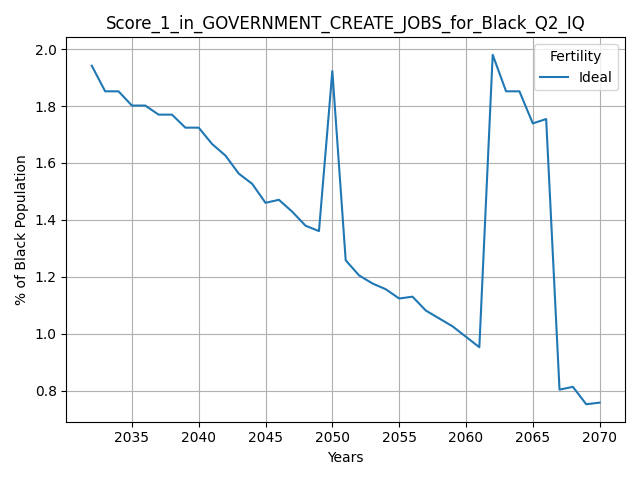 Score_1_in_GOVERNMENT_CREATE_JOBS_for_Black_Q2_IQ
Fertility
Ideal
% of Black Population
2.0
1.8
1.6
1.4
1.2
1.0
0.8
2035 2040 2045 2050 2055 2060 2065 2070
Years